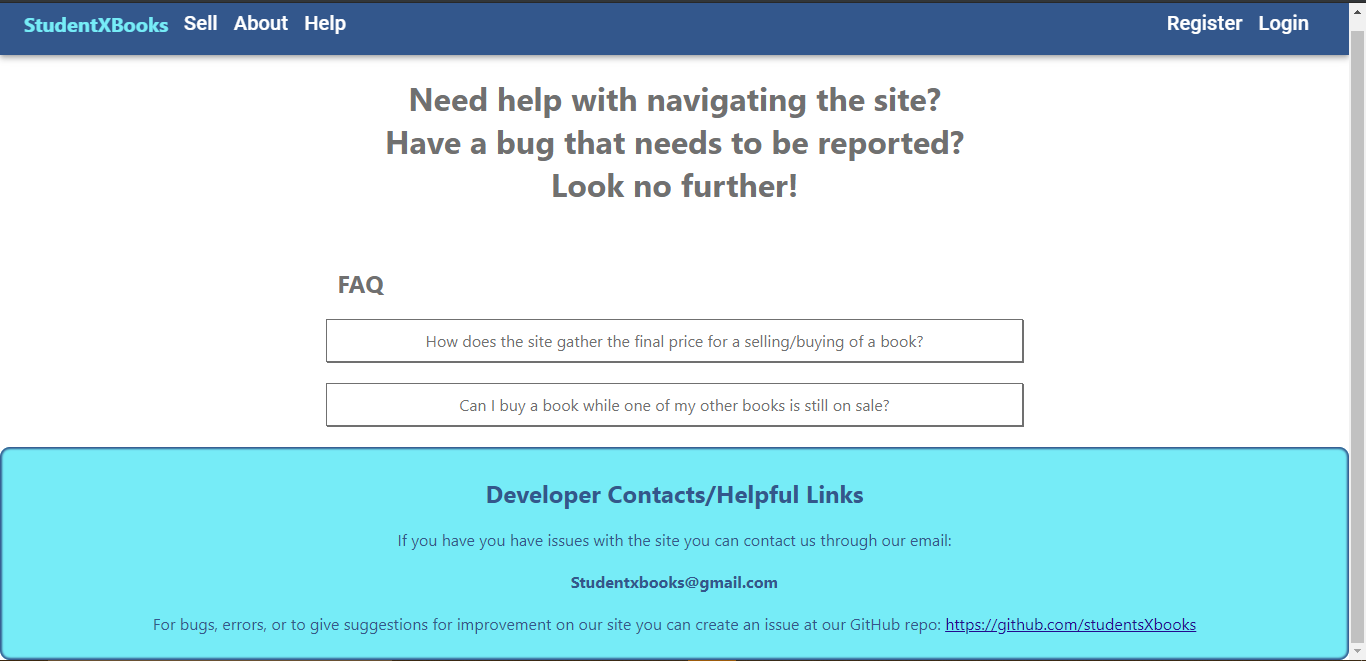 StudentXBooks Sell About Help Register Login
Need help with navigating the site?
Have a bug that needs to be reported?
Look no further!
FAQ
How does the site gather the final price for a selling/buying of a book?
Can I buy a book while one of my other books is still on sale?
Developer Contacts/Helpful Links
If you have you have issues with the site you can contact us through our email:
Studentxbooks@gmail.com
For bugs, errors, or to give suggestions for improvement on our site you can create an issue at our GitHub repo: https://github.com/studentsXbooks